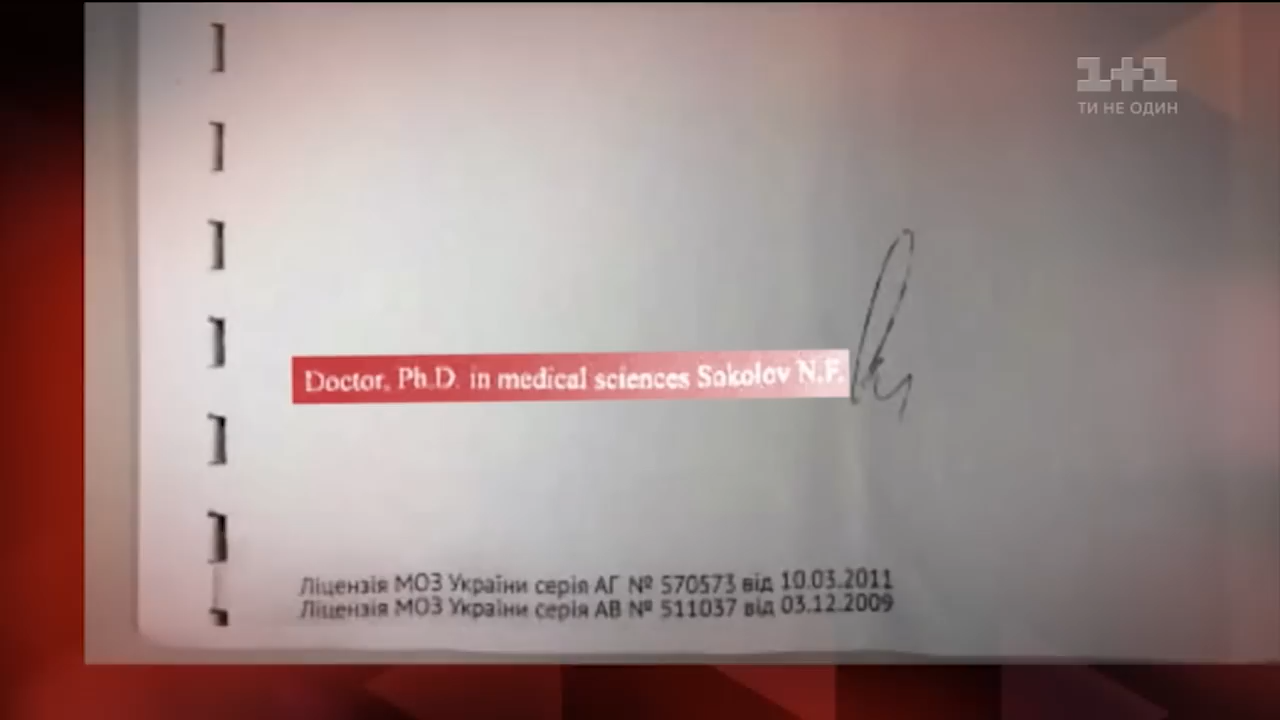 1+1
ТИ НЕ ОДИН
Doctor, Ph.D. in medical sciences Sokolov N.F.
Ліцензія МОЗ України серія АГ № 570573 від 10.03.2011
Ліцензія МОЗ України серія АВ № 511037 від 03.12.2009